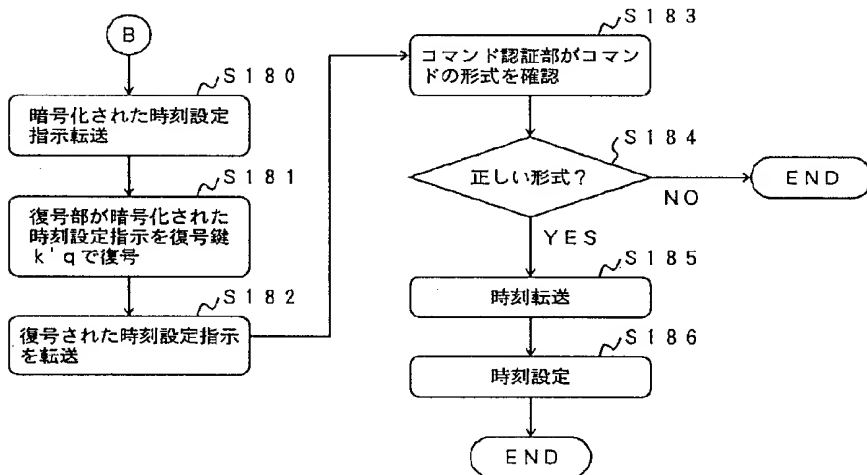 B
S180
暗号化された時刻設定
指示転送
S181
復号部が暗号化された
時刻設定指示を復号鍵
k'qで復号
S182
復号された時刻設定指示
を転送
S183
コマンド認証部がコマン
ドの形式を確認
S184
正しい形式?
NO
END
YES
S185
時刻転送
S186
時刻設定
END